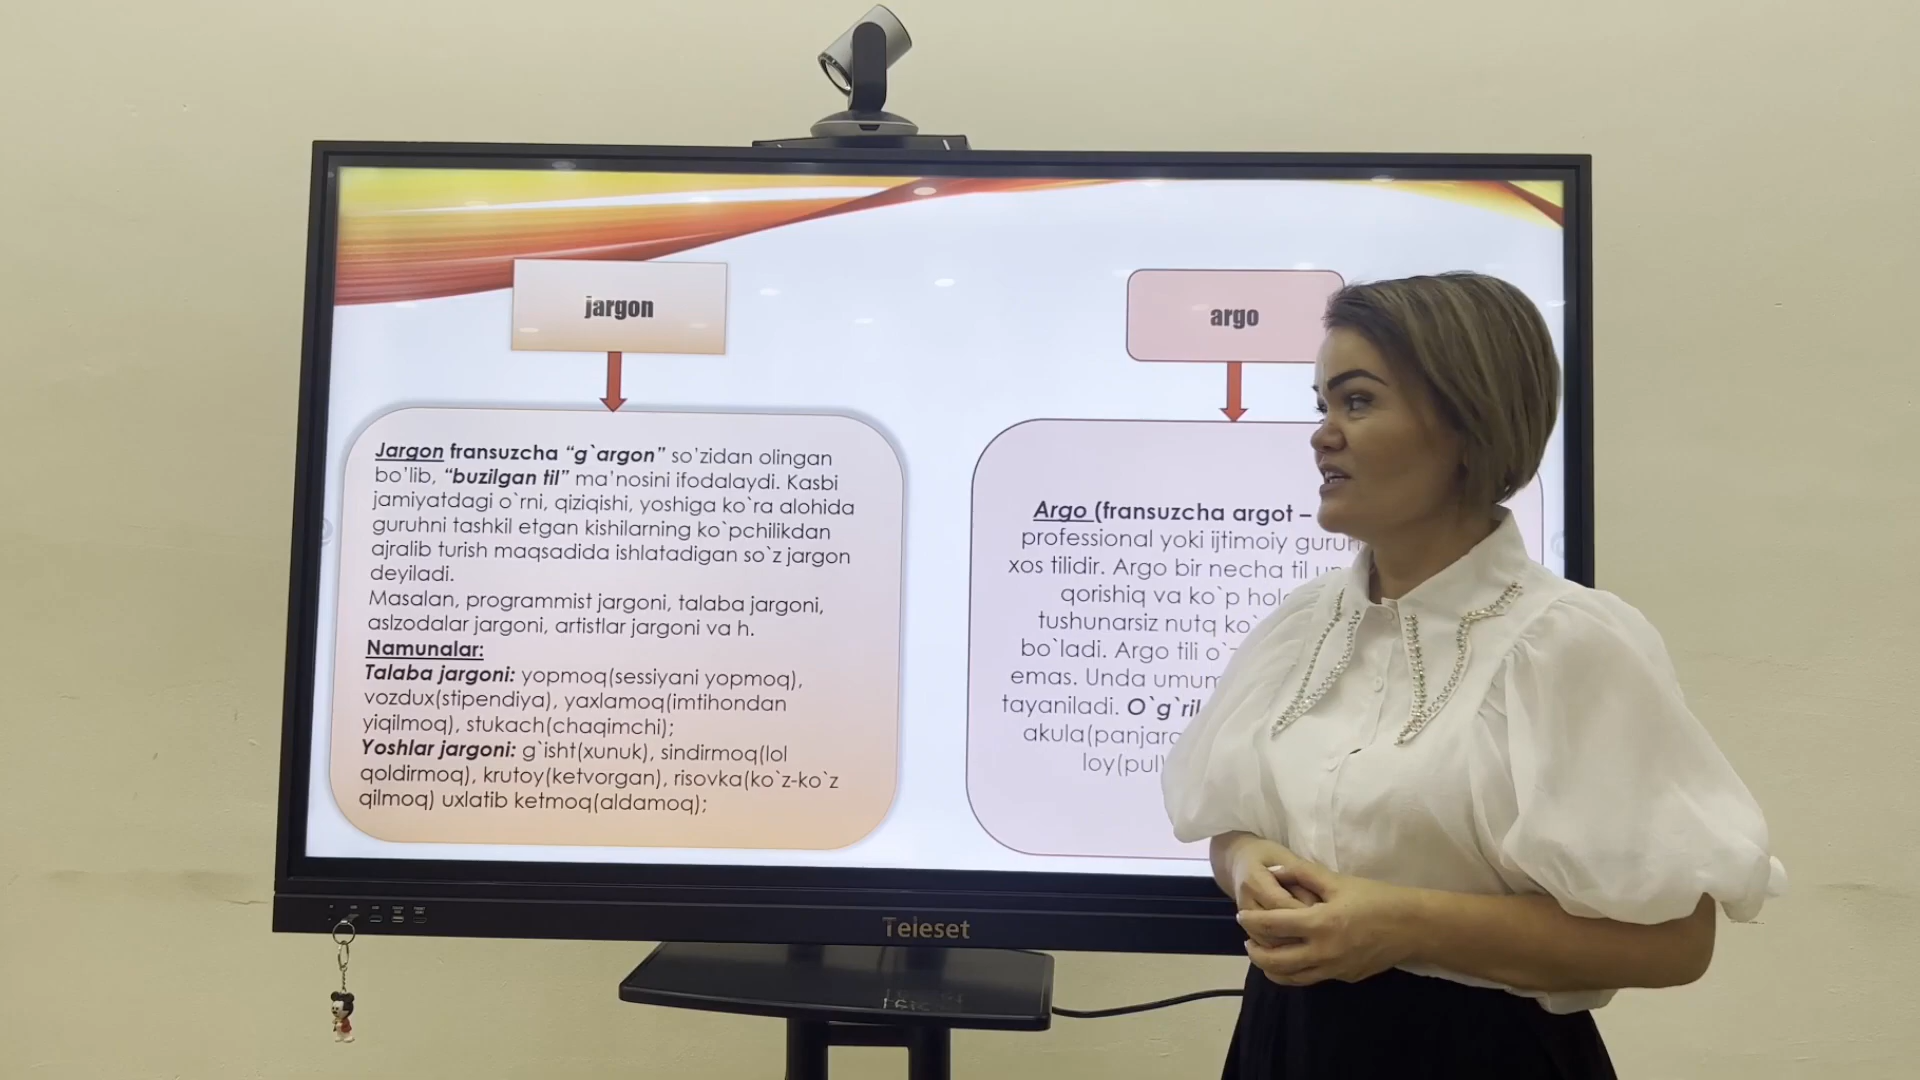 jargon
Jargon fransuzcha “g`argon” so’zidan olingan
bo’lib, “buzilgan til” ma’nosini ifodalaydi. Kasbi
jamiyatdagi o`rni, qiziqishi, yoshiga ko`ra alohida
guruhni tashkil etgan kishilarning ko`pchilikdan
ajralib turish maqsadida ishlatadigan so`z jargon
deyiladi.
Masalan, programmist jargoni, talaba jargoni,
aslzodalar jargoni, artistlar jargoni va h.
Namunalar:
Talaba jargoni: yopmoq(sessiyani yopmoq),
vozdux(stipendiya), yaxlamoq(imtihondan
yiqilmoq), stukach(chaqimchi);
Yoshlar jargoni: g`isht(xunuk), sindirmoq(lol
qoldirmoq), krutoy(ketvorgan), risovka(ko`z-ko`z
qilmoq) uxlatib ketmoq(aldamoq);
argo
Argo (fransuzcha argot –
professional yoki ijtimoiy
xos tilidir. Argo bir necha til
qorishiq va ko`p
tushunarsiz nutq
bo`ladi. Argo tili
emas. Unda
tayaniladi.
loy(pul)
Teleset